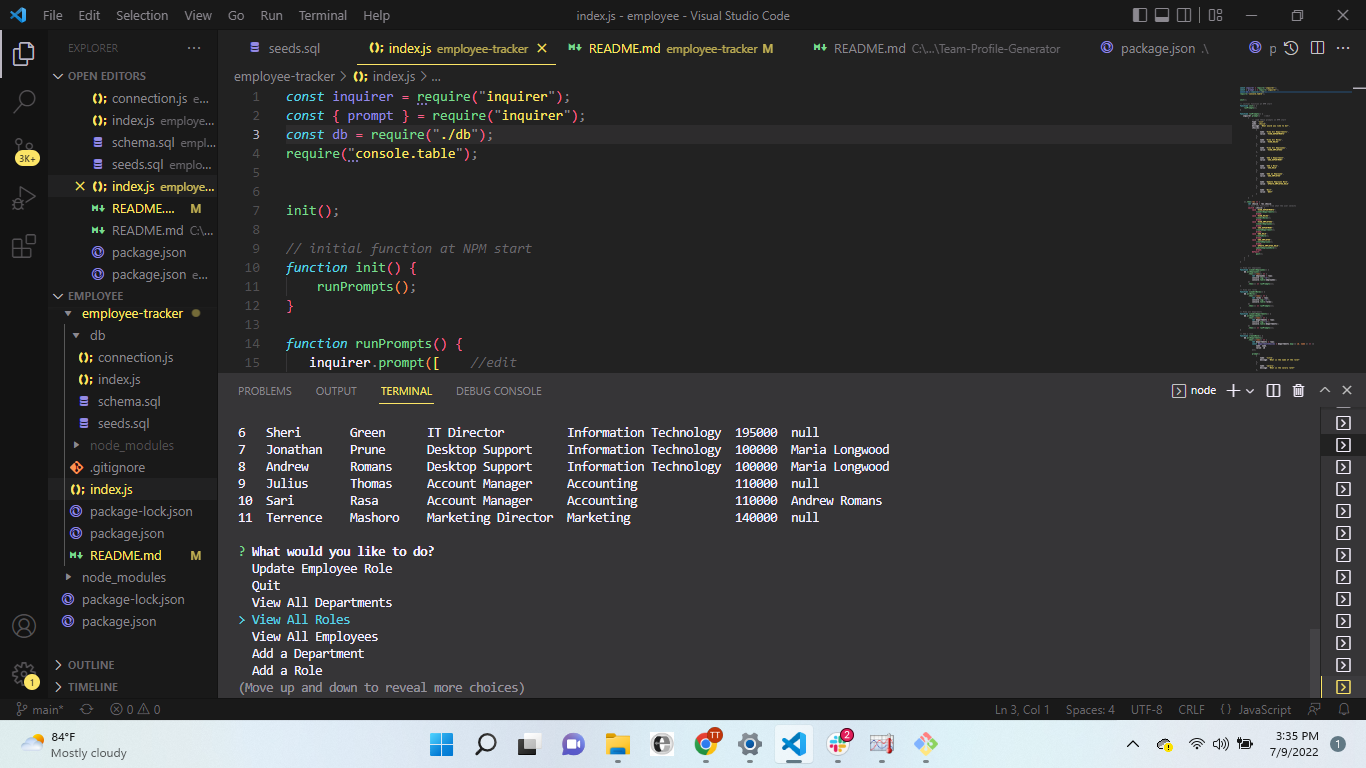 File Edit Selection View Go Run Terminal Help index.js - employee - Visual Studio Code
EXPLORER
seeds.sql index.js employee-tracker README.md employee-tracker M README.md C:\...\Team-Profile-Generator package.json .\ p
OPEN EDITORS
connection.js e...
index.js employe...
schema.sql empl...
seeds.sql emplo...
index.js employe...
README.... M
README.md C:\...
package.json
package.json e...
EMPLOYEE
employee-tracker
db
connection.js
index.js
schema.sql
seeds.sql
node_modules
.gitignore
index.js
package-lock.json
package.json
README.md M
node_modules
package-lock.json
package.json
OUTLINE
TIMELINE
3K+
1
employee-tracker > index.js > ...
1 const inquirer = require("inquirer");
2 const { prompt } = require("inquirer");
3 const db = require("./db");
4 require("console.table");
5
6
7 init();
8
9 // initial function at NPM start
10 function init() {
11 runPrompts();
12 }
13
14 function runPrompts() {
15 inquirer.prompt([ //edit
PROBLEMS OUTPUT TERMINAL DEBUG CONSOLE node
6 Sheri Green IT Director Information Technology 195000 null
7 Jonathan Prune Desktop Support Information Technology 100000 Maria Longwood
8 Andrew Romans Desktop Support Information Technology 100000 Maria Longwood
9 Julius Thomas Account Manager Accounting 110000 null
10 Sari Rasa Account Manager Accounting 110000 Andrew Romans
11 Terrence Mashoro Marketing Director Marketing 140000 null
? What would you like to do?
Update Employee Role
Quit
View All Departments
> View All Roles
View All Employees
Add a Department
Add a Role
(Move up and down to reveal more choices)
main* 0 0 Ln 3, Col 1 Spaces: 4 UTF-8 CRLF {} JavaScript
84°F
Mostly cloudy
TT
2
3:35 PM
7/9/2022
1